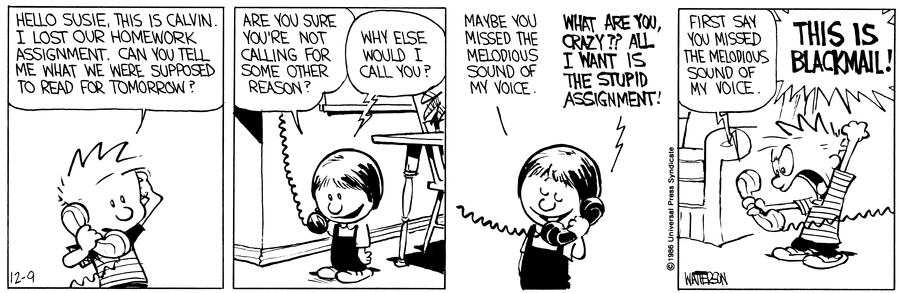 HELLO SUSIE, THIS IS CALVIN.
I LOST OUR HOMEWORK
ASSIGNMENT. CAN YOU TELL
ME WHAT WE WERE SUPPOSED
TO READ FOR TOMORROW?
12-9
ARE YOU SURE
YOU'RE NOT
CALLING FOR
SOME OTHER
REASON?
WHY ELSE
WOULD I
CALL YOU?
MAYBE YOU
MISSED THE
MELODIOUS
SOUND OF
MY VOICE.
WHAT ARE YOU,
CRAZY?? ALL
I WANT IS
THE STUPID
ASSIGNMENT!
FIRST SAY
YOU MISSED
THE MELODIOUS
SOUND OF
MY VOICE.
THIS IS
BLACKMAIL!
© 1986 Universal Press Syndicate
WATTERSON